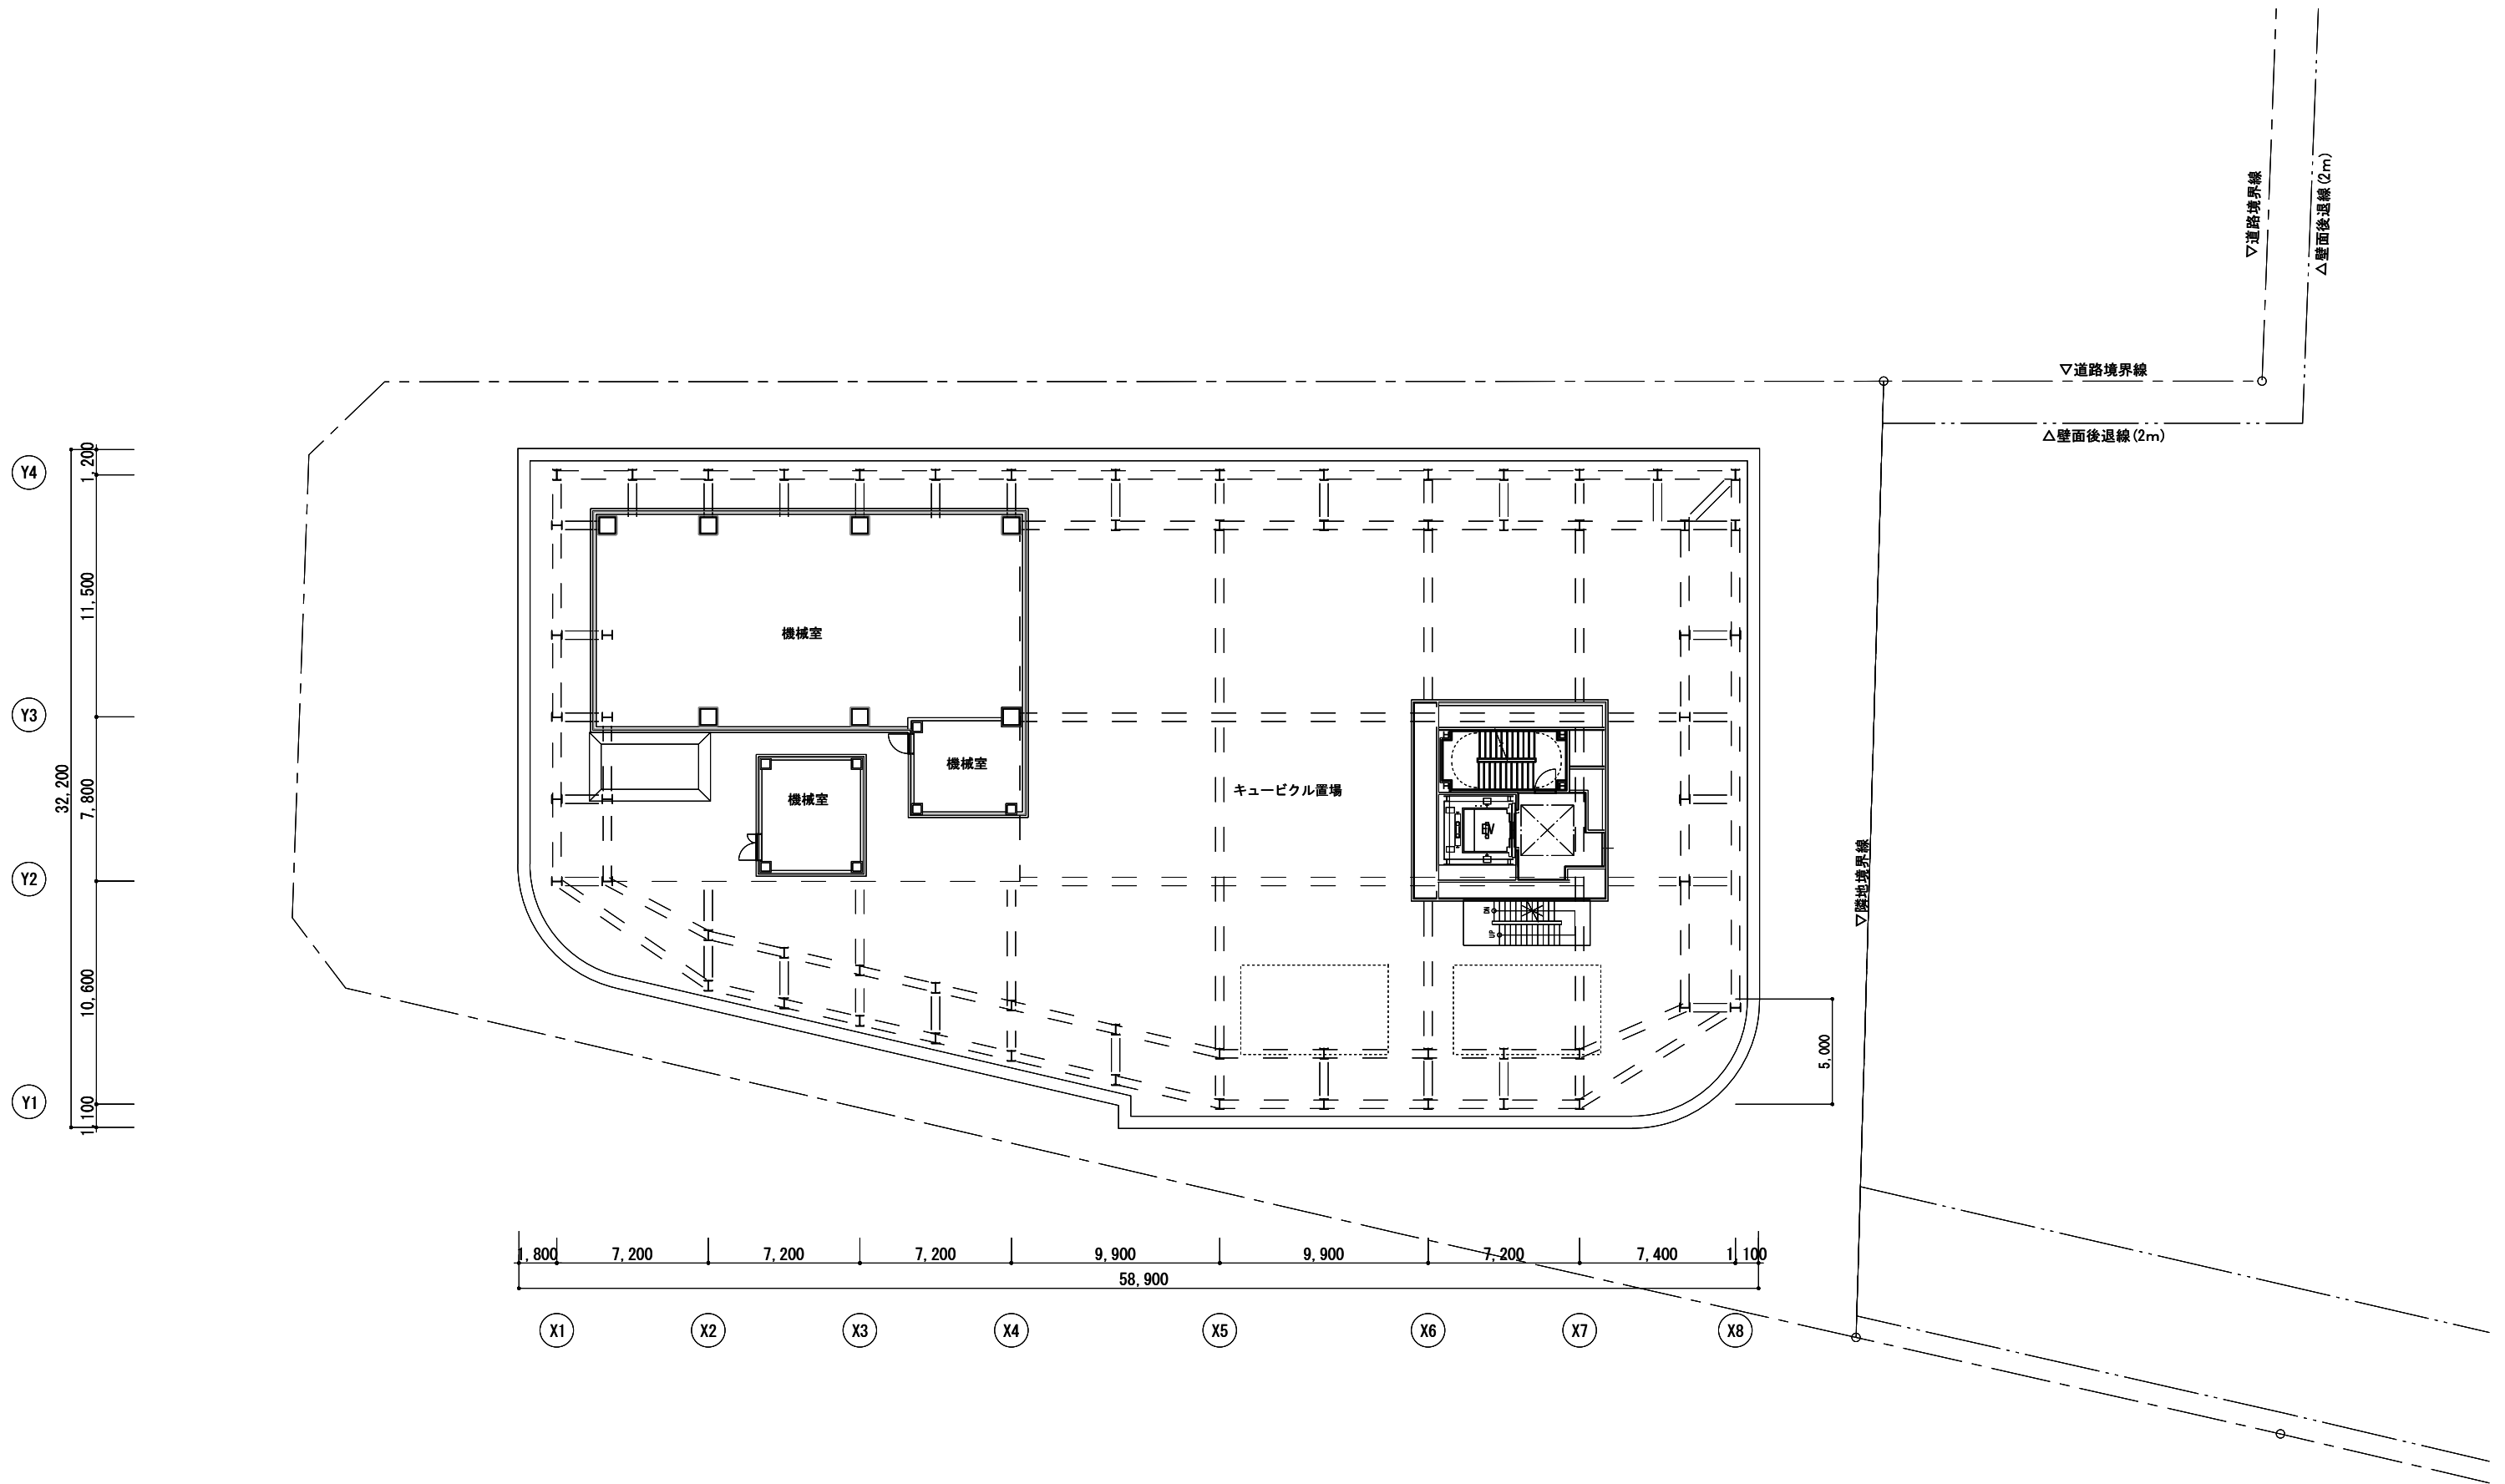 ▽道路境界線
△壁面後退線(2m)
▽道路境界線
△壁面後退線(2m)
▽隣地境界線
Y4
Y3
Y2
Y1
1,200
11,500
7,800
10,600
1,100
32,200
機械室
機械室
機械室
キュービクル置場
EV
DN
UP
5,000
1,800
7,200
7,200
7,200
9,900
9,900
7,200
7,400
1,100
58,900
X1
X2
X3
X4
X5
X6
X7
X8